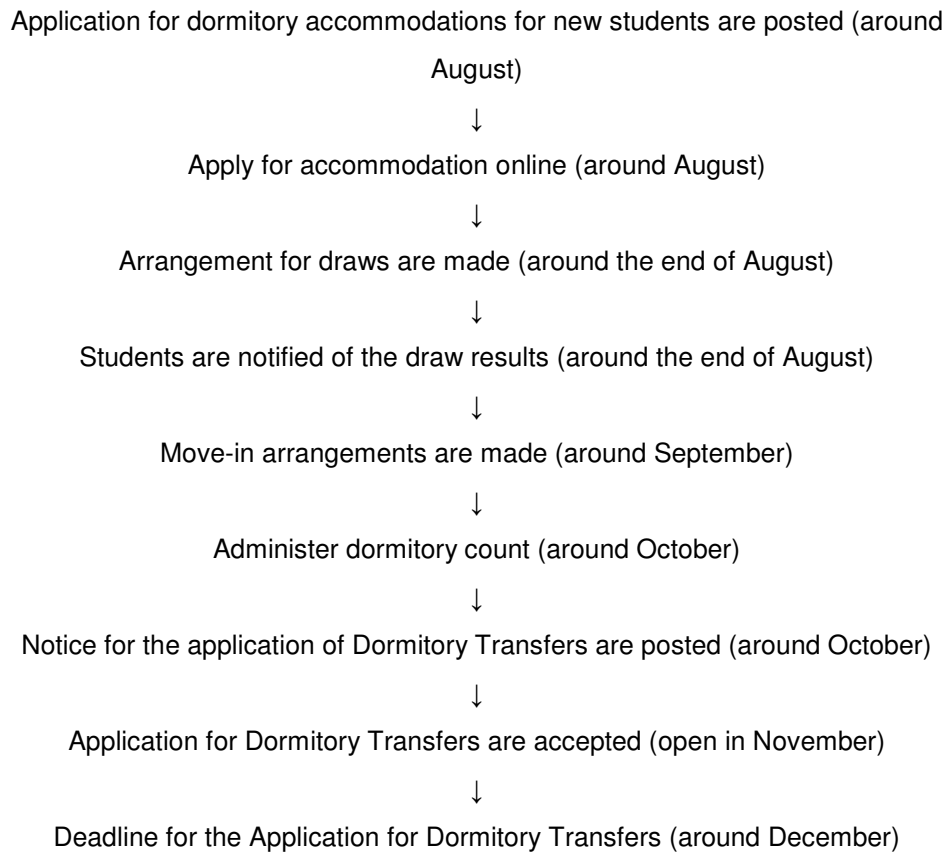 Application for dormitory accommodations for new students are posted (around
August)
↓
Apply for accommodation online (around August)
↓
Arrangement for draws are made (around the end of August)
↓
Students are notified of the draw results (around the end of August)
↓
Move-in arrangements are made (around September)
↓
Administer dormitory count (around October)
↓
Notice for the application of Dormitory Transfers are posted (around October)
↓
Application for Dormitory Transfers are accepted (open in November)
↓
Deadline for the Application for Dormitory Transfers (around December)